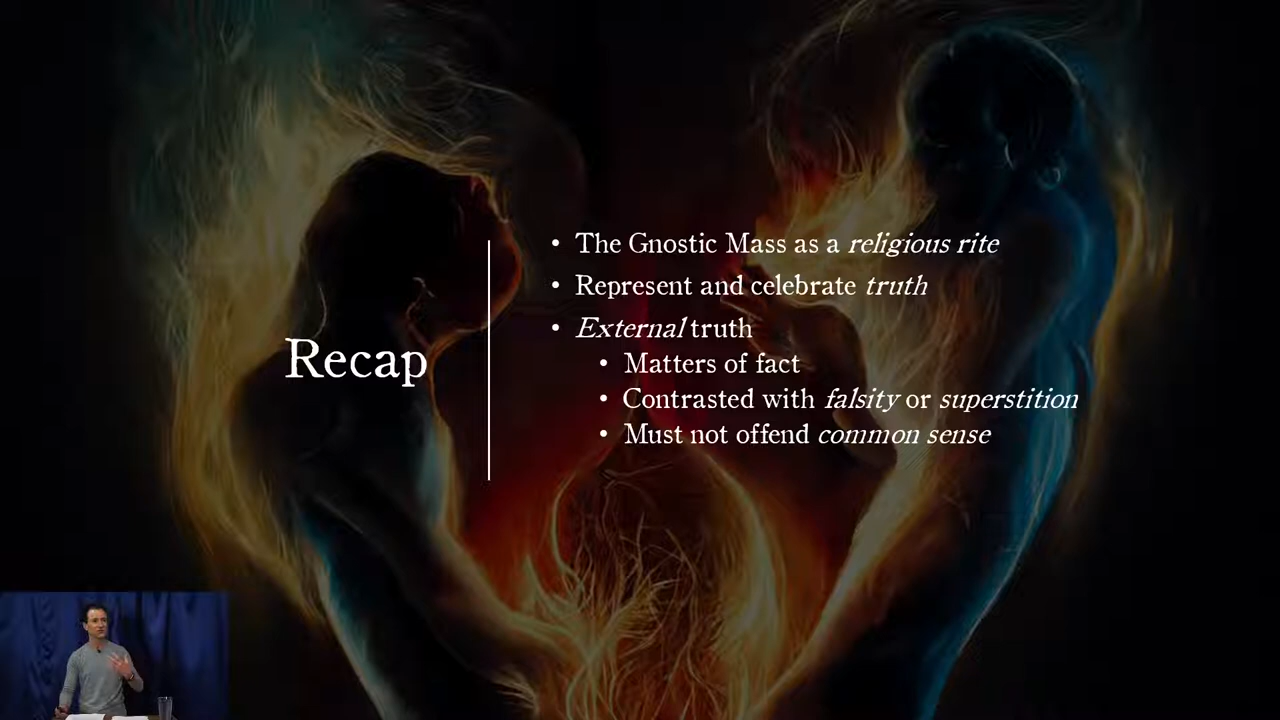 Recap
• The Gnostic Mass as a religious rite
• Represent and celebrate truth
• External truth
• Matters of fact
• Contrasted with falsity or superstition
• Must not offend common sense